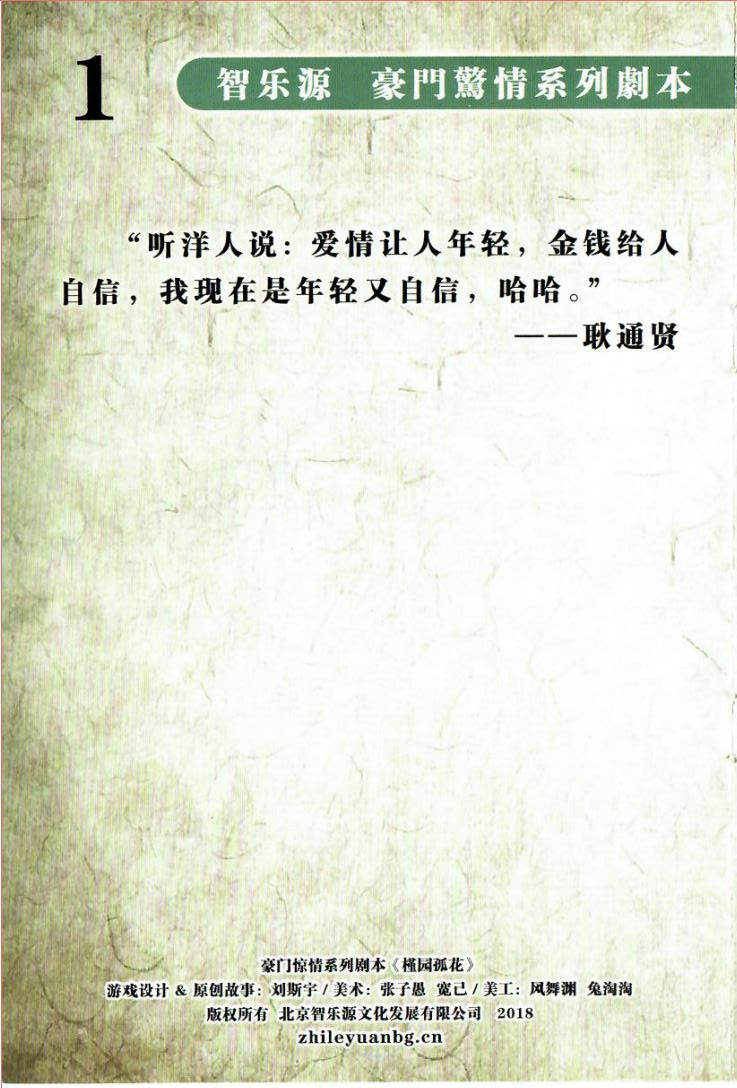 1
智乐源 豪門驚情系列劇本
“听洋人说：爱情让人年轻，金钱给人
自信，我现在是年轻又自信，哈哈。”
——耿通贤
豪门惊情系列剧本《槿园孤花》
游戏设计 & 原创故事：刘斯宇 / 美术：张子愚 宽己 / 美工：风舞渊 兔淘淘
版权所有 北京智乐源文化发展有限公司 2018
zhileyuanbg.cn